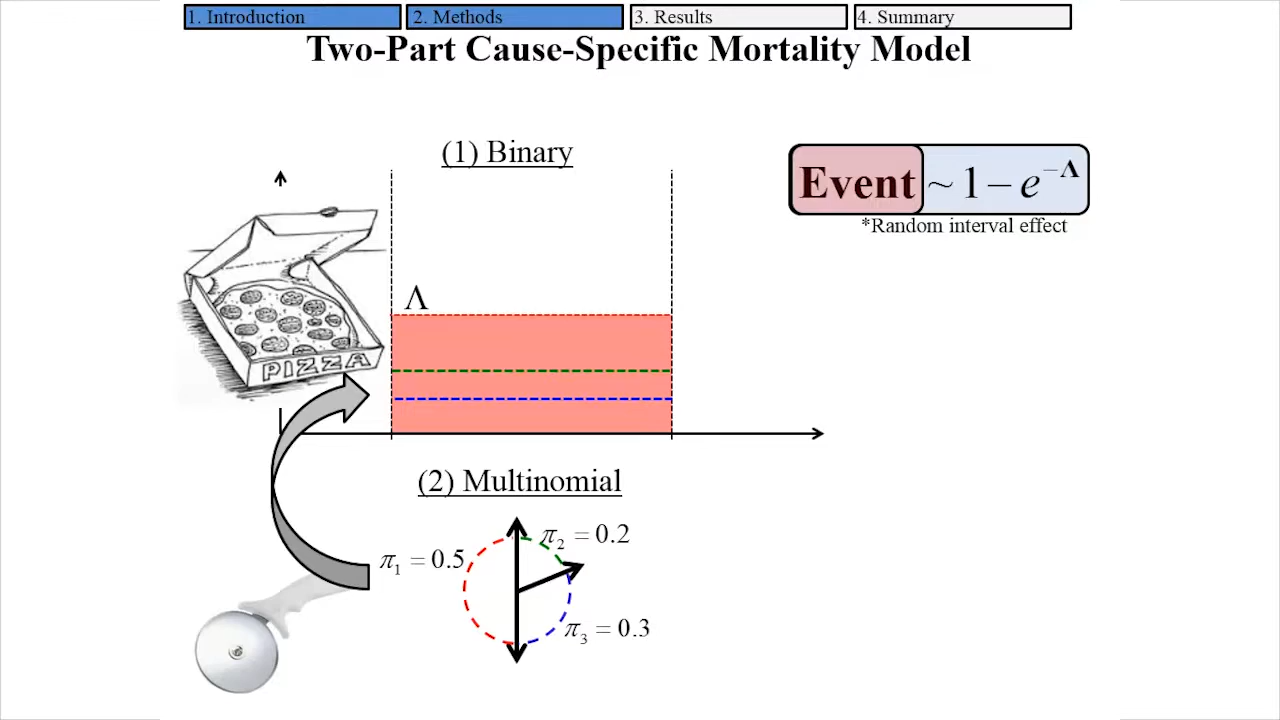 1. Introduction
2. Methods
3. Results
4. Summary
Two-Part Cause-Specific Mortality Model
(1) Binary
Event ~ 1 – e^{–Λ}
*Random interval effect
Λ
PIZZA
(2) Multinomial
π₂ = 0.2
π₁ = 0.5
π₃ = 0.3